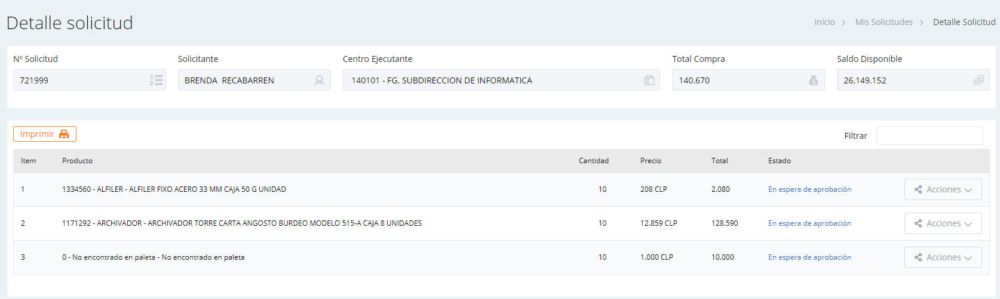 Detalle solicitud
Inicio > Mis Solicitudes > Detalle Solicitud
Nº Solicitud Solicitante Centro Ejecutante Total Compra Saldo Disponible
721999 BRENDA RECABARREN 140101 - FG. SUBDIRECCION DE INFORMATICA 140.670 26.149.152
Imprimir Filtrar
Item Producto Cantidad Precio Total Estado
1 1334560 - ALFILER - ALFILER FIXO ACERO 33 MM CAJA 50 G UNIDAD 10 208 CLP 2.080 En espera de aprobación Acciones
2 1171292 - ARCHIVADOR - ARCHIVADOR TORRE CARTA ANGOSTO BURDEO MODELO 515-A CAJA 8 UNIDADES 10 12.859 CLP 128.590 En espera de aprobación Acciones
3 0 - No encontrado en paleta - No encontrado en paleta 10 1.000 CLP 10.000 En espera de aprobación Acciones